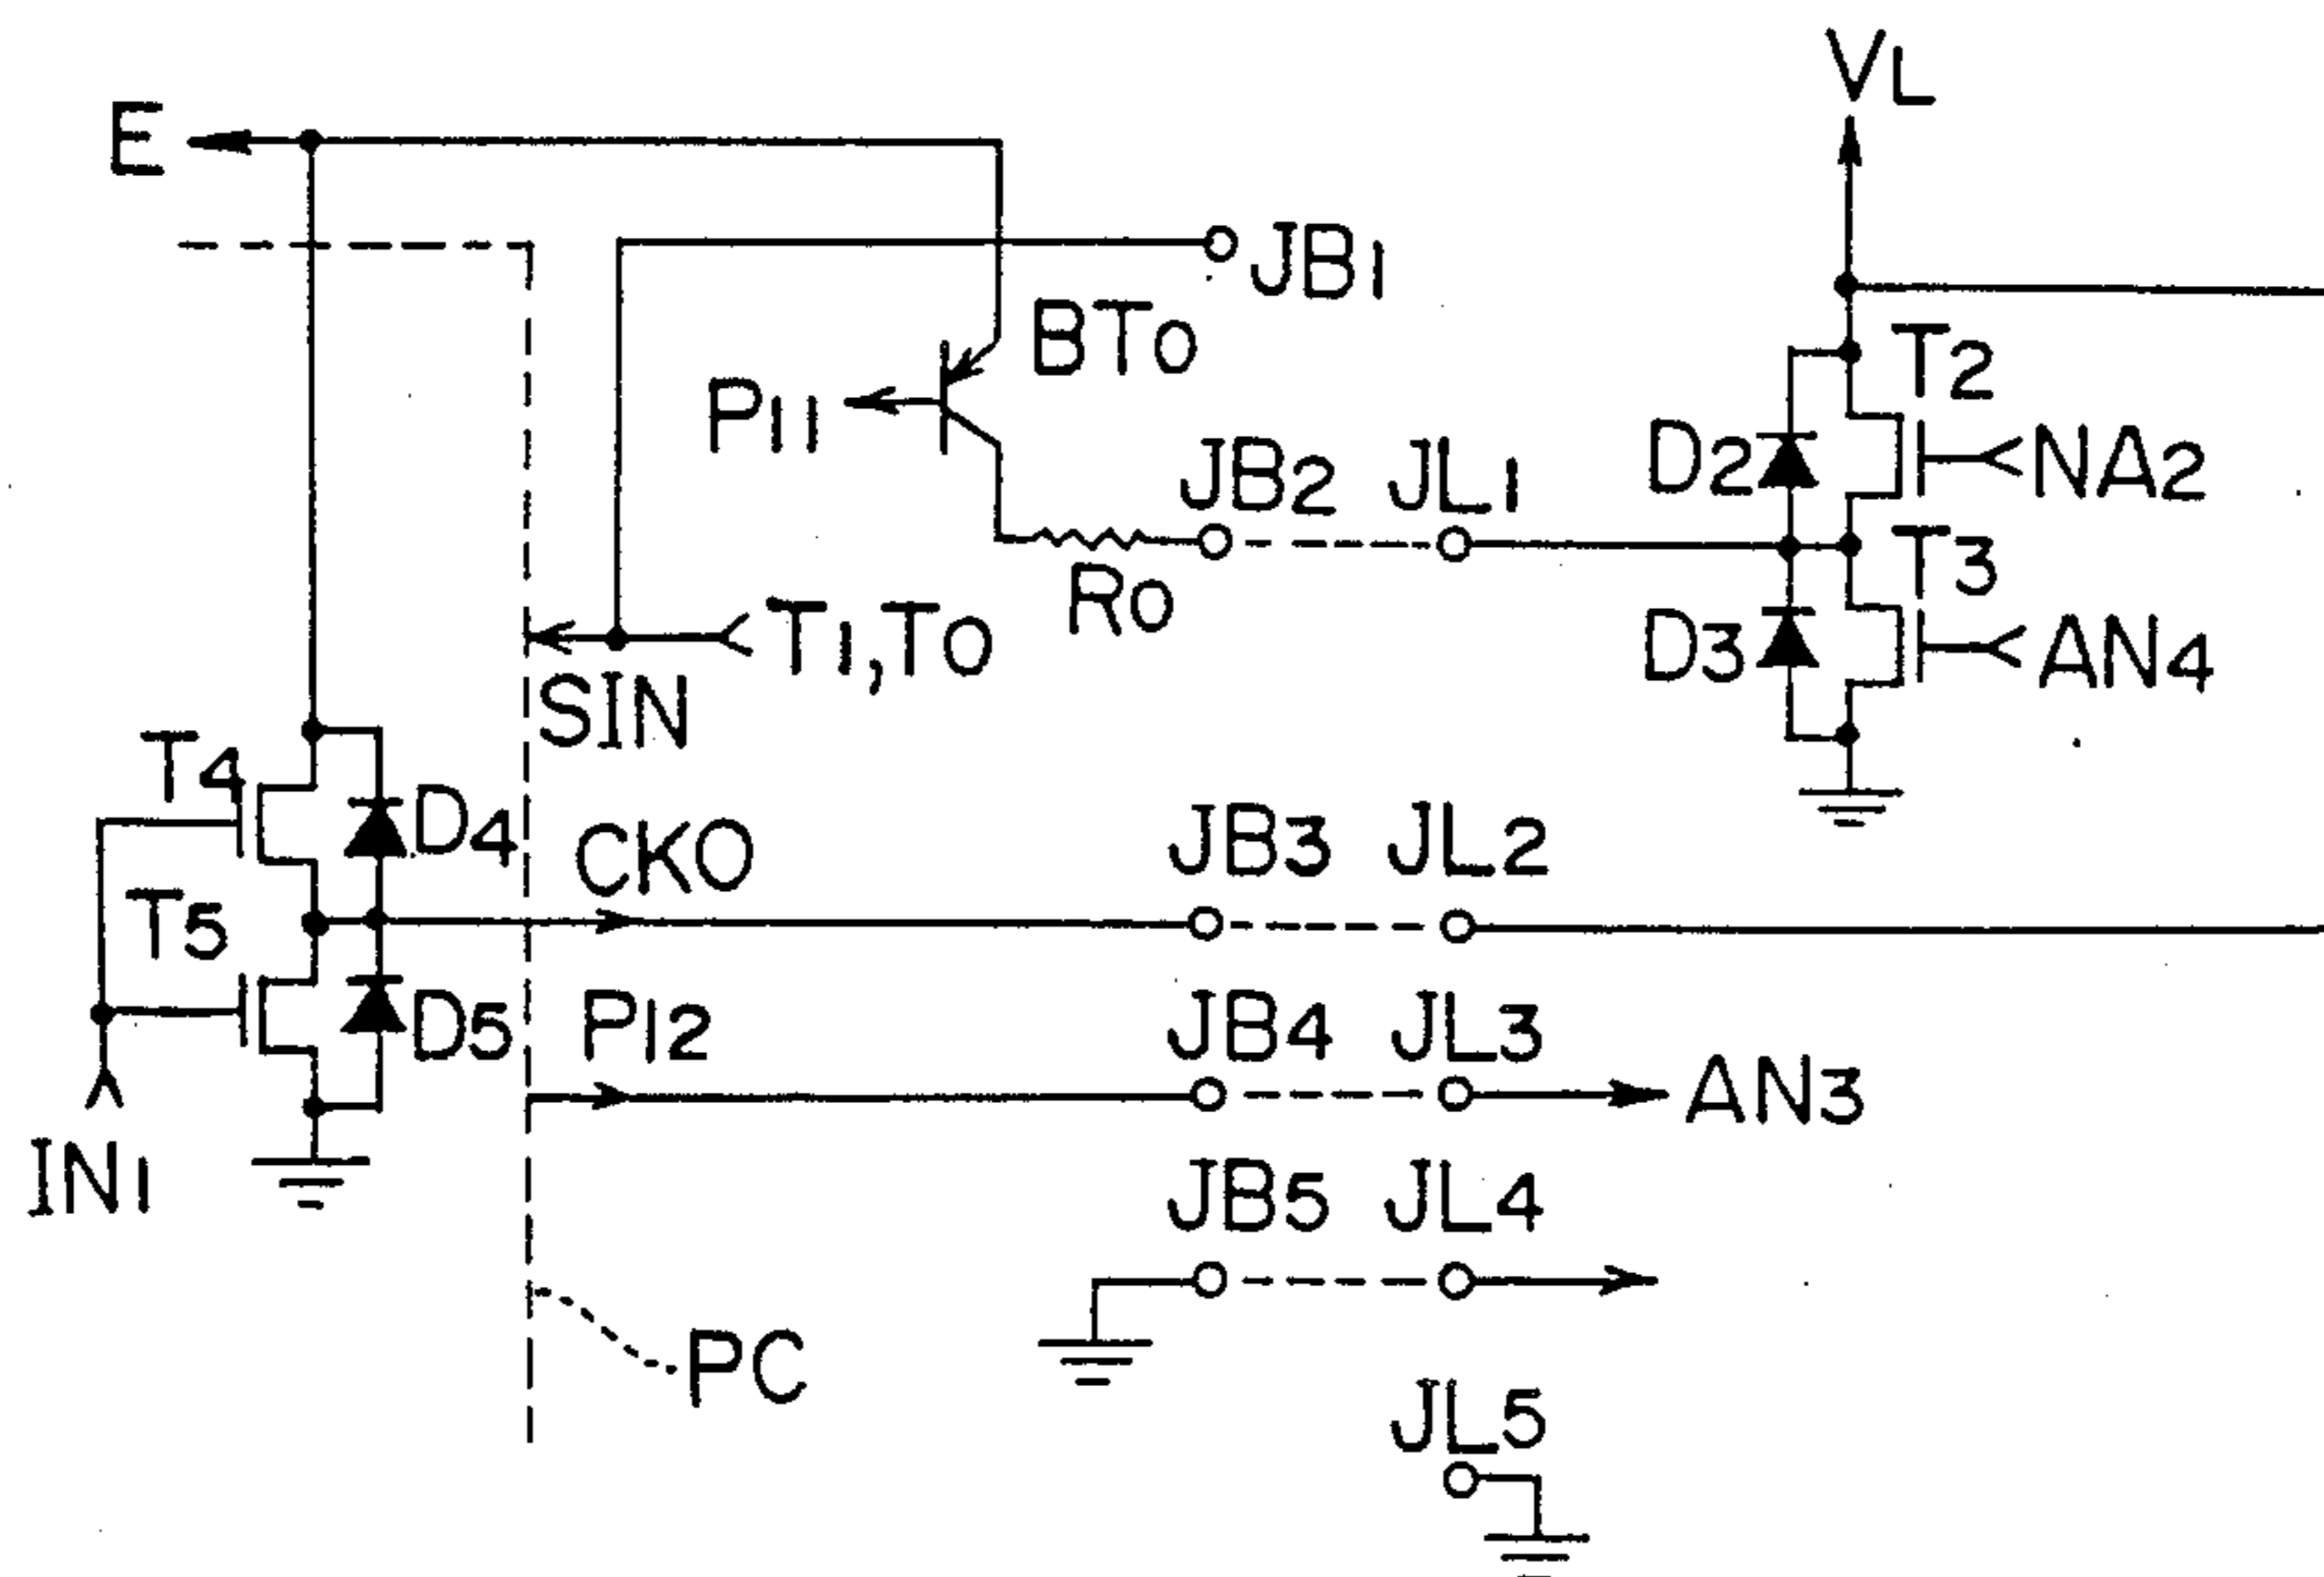 VL
E
JB1
BT0
T2
P11
D2
NA2
JB2 JL1
T3
R0
T1,T0
D3
AN4
SIN
T4
D4
CKO
JB3 JL2
T5
D5
P12
JB4 JL3
AN3
IN1
JB5 JL4
PC
JL5